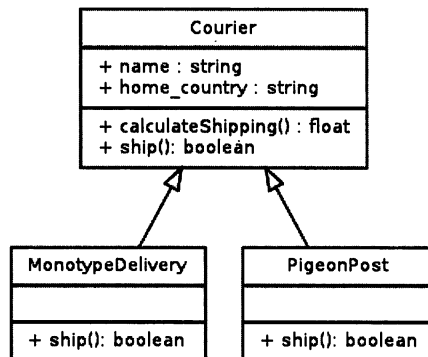 Courier
+ name : string
+ home_country : string
+ calculateShipping() : float
+ ship(): boolean
MonotypeDelivery
+ ship(): boolean
PigeonPost
+ ship(): boolean